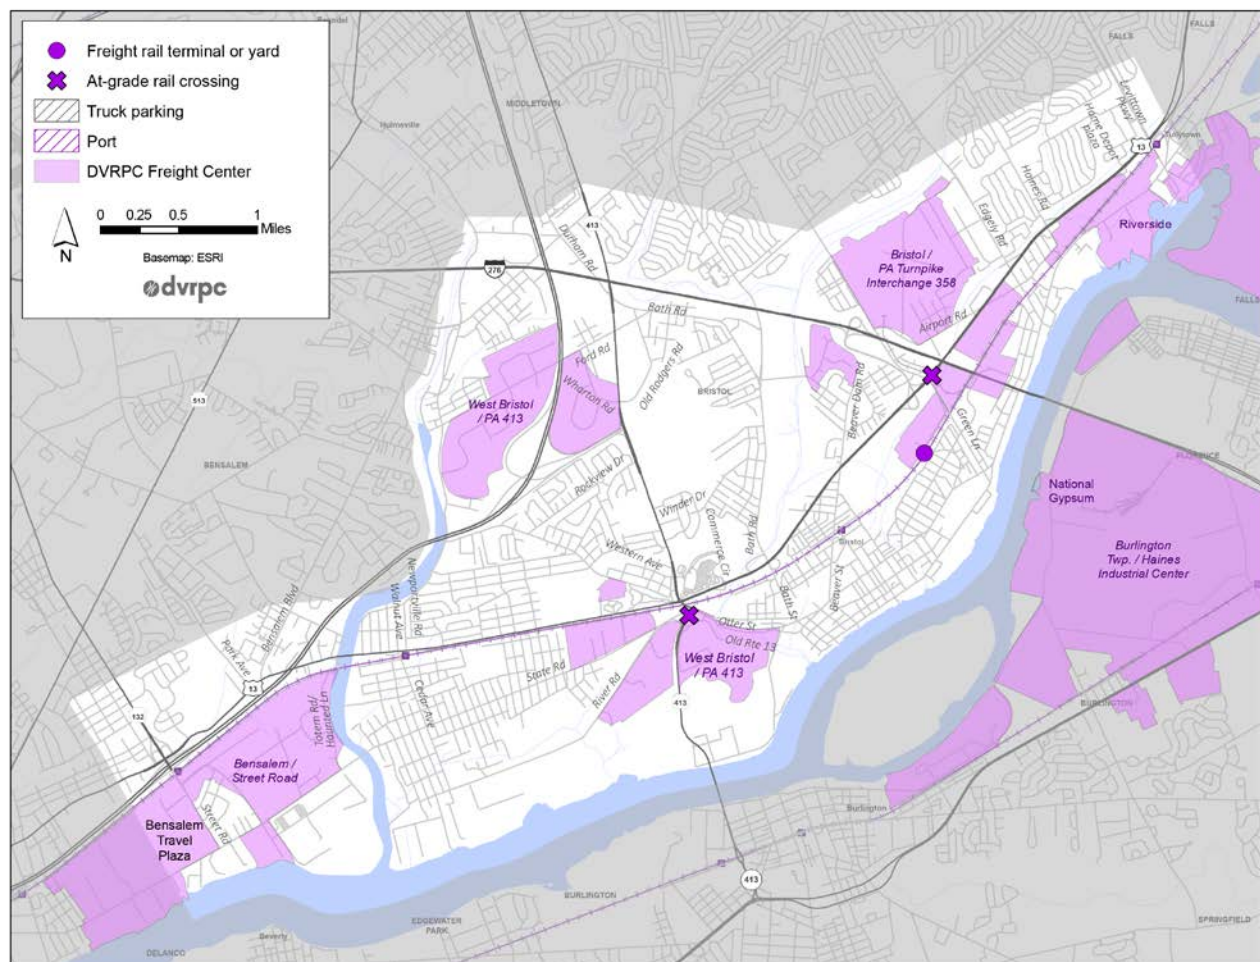 Freight rail terminal or yard
At-grade rail crossing
Truck parking
Port
DVRPC Freight Center
0 0.25 0.5 1
Miles
N
Basemap: ESRI
dvrpc
FALLS
FALLS
MIDDLETOWN
Hulmeville
Levittown
Pkwy
Home Depot
plaza
13
Tullytown
Holmes Rd
Edgely Rd
Riverside
413
Durham Rd
276
Bristol /
PA Turnpike
Interchange 358
FALLS
Airport Rd
Bath Rd
Ford Rd
Wharton Rd
Old Rodgers Rd
BRISTOL
Beaver Dam Rd
513
West Bristol
/ PA 413
Green Ln
FLORENCE
BENSALEM
Rockview Dr
National
Gypsum
Winder Dr
Commerce Cir
Bath Rd
Bristol
Western Ave
Burlington
Twp. / Haines
Industrial Center
Newportville Rd
Walnut Ave
Bath St
Beaver St
Bensalem Blvd
Otter St
Old Rte 13
Park Ave
State Rd
West Bristol
/ PA 413
13
River Rd
Cedar Ave
413
BURLINGTON
132
Totem Rd/
Haunted Ln
Bensalem /
Street Road
Street Rd
Burlington
Bensalem
Travel
Plaza
413
BURLINGTON
EDGEWATER
PARK
SPRINGFIELD
Beverly
DELANCO